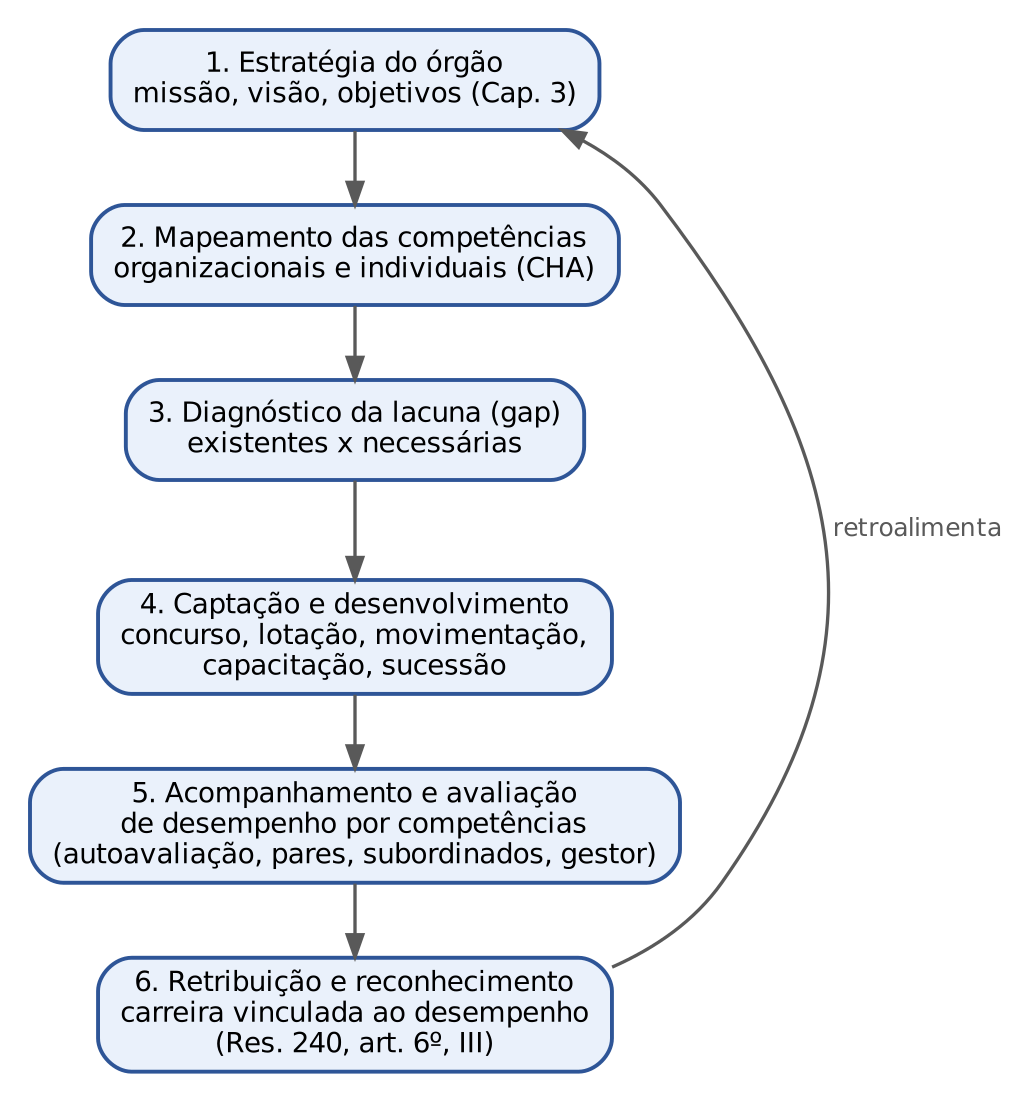 1. Estratégia do órgão
missão, visão, objetivos (Cap. 3)
2. Mapeamento das competências
organizacionais e individuais (CHA)
3. Diagnóstico da lacuna (gap)
existentes x necessárias
retroalimenta
4. Captação e desenvolvimento
concurso, lotação, movimentação,
capacitação, sucessão
5. Acompanhamento e avaliação
de desempenho por competências
(autoavaliação, pares, subordinados, gestor)
6. Retribuição e reconhecimento
carreira vinculada ao desempenho
(Res. 240, art. 6º, III)